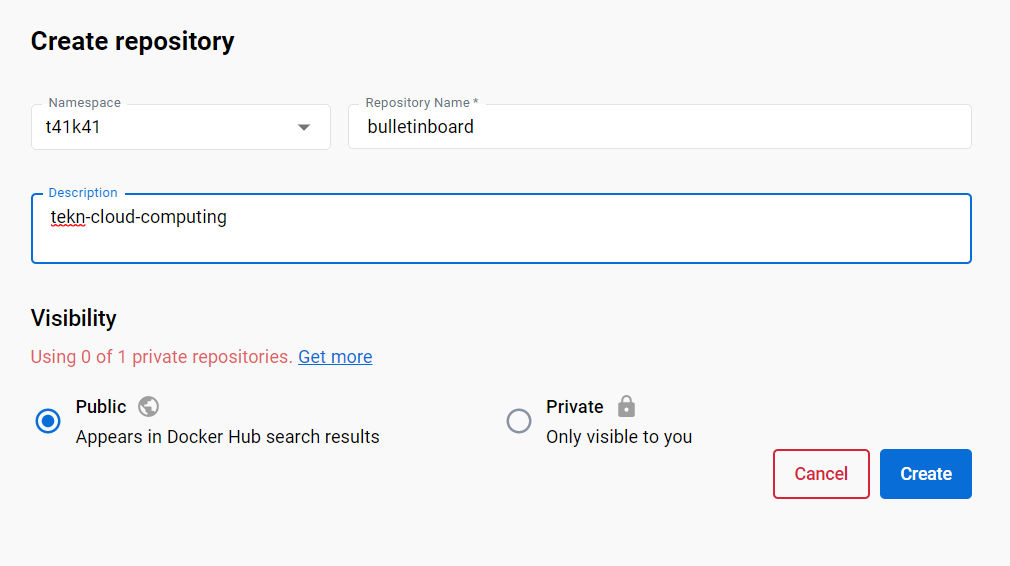 Create repository
Namespace
t41k41
Repository Name *
bulletinboard
Description
tekn-cloud-computing
Visibility
Using 0 of 1 private repositories. Get more
Public
Appears in Docker Hub search results
Private
Only visible to you
Cancel
Create